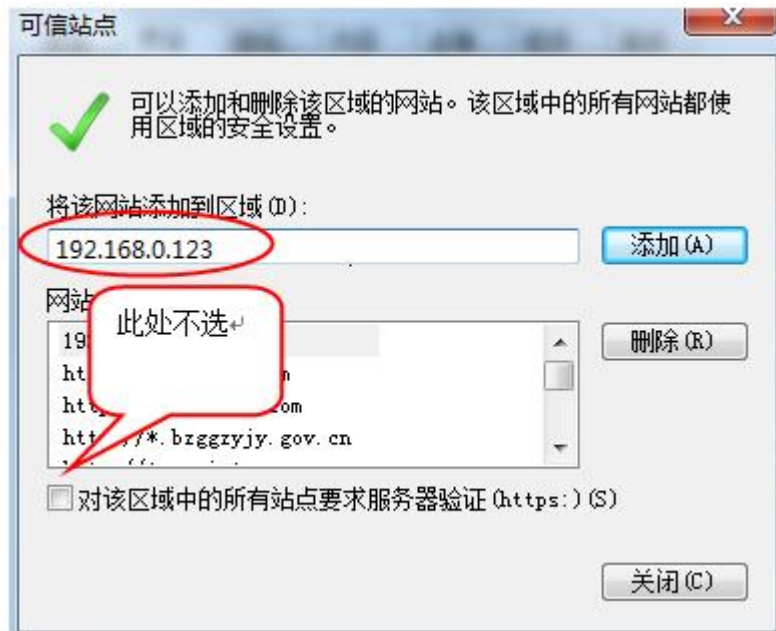 可信站点
可以添加和删除该区域的网站。该区域中的所有网站都使
用区域的安全设置。
将该网站添加到区域(D):
192.168.0.123
添加(A)
网站
此处不选
删除(R)
http://*.bzggzyjy.gov.cn
对该区域中的所有站点要求服务器验证(https:)(S)
关闭(C)